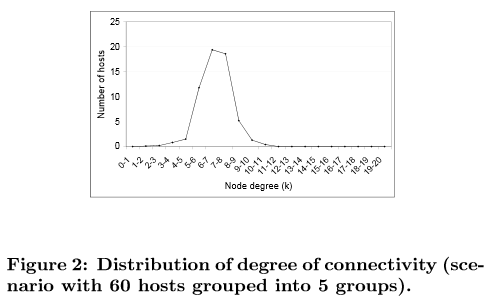 25
20
15
10
5
0
Number of hosts
0-1 1-2 2-3 3-4 4-5 5-6 6-7 7-8 8-9 9-10 10-11 11-12 12-13 13-14 14-15 15-16 16-17 17-18 18-19 19-20
Node degree (k)
Figure 2: Distribution of degree of connectivity (sce-
nario with 60 hosts grouped into 5 groups).